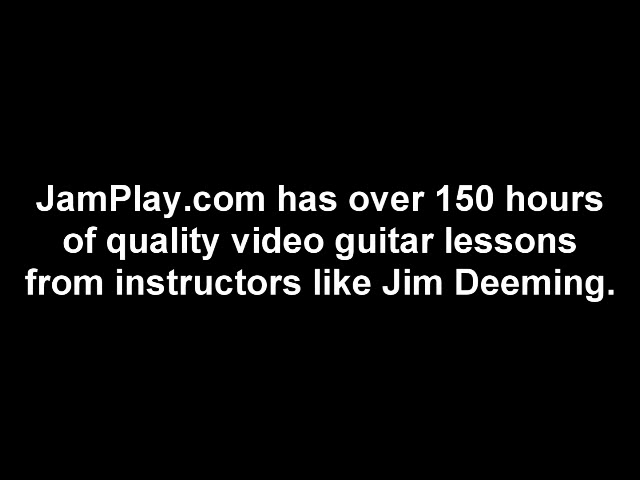 JamPlay.com has over 150 hours
of quality video guitar lessons
from instructors like Jim Deeming.